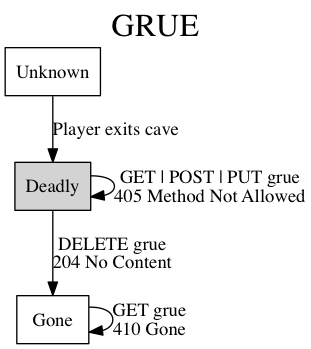 GRUE
Unknown
Player exits cave
Deadly
GET | POST | PUT grue
405 Method Not Allowed
DELETE grue
204 No Content
Gone
GET grue
410 Gone